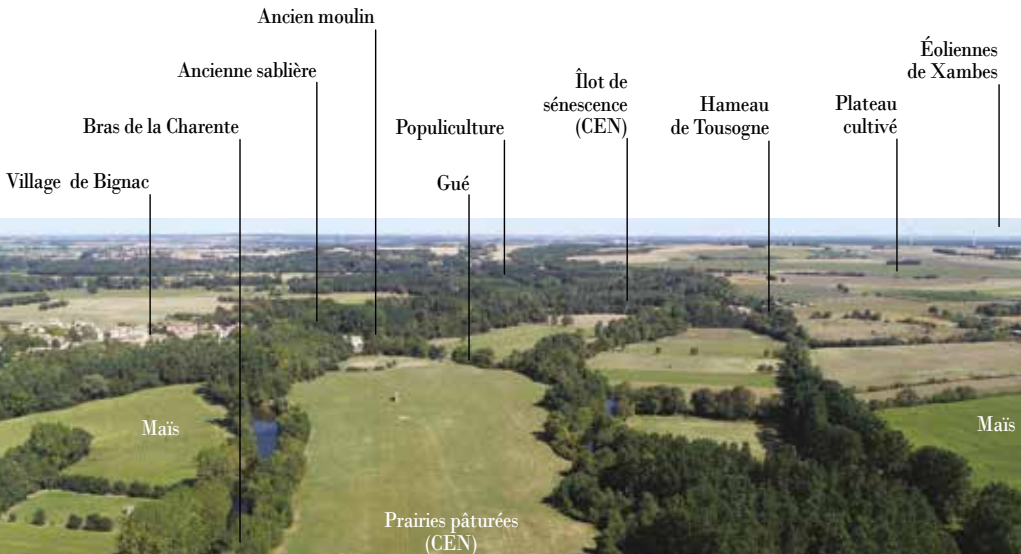 Ancien moulin
Ancienne sablière
Bras de la Charente
Village de Bignac
Populiculture
Gué
Îlot de
sénescence
(CEN)
Hameau
de Tousogne
Plateau
cultivé
Éoliennes
de Xambes
Maïs
Maïs
Prairies pâturées
(CEN)